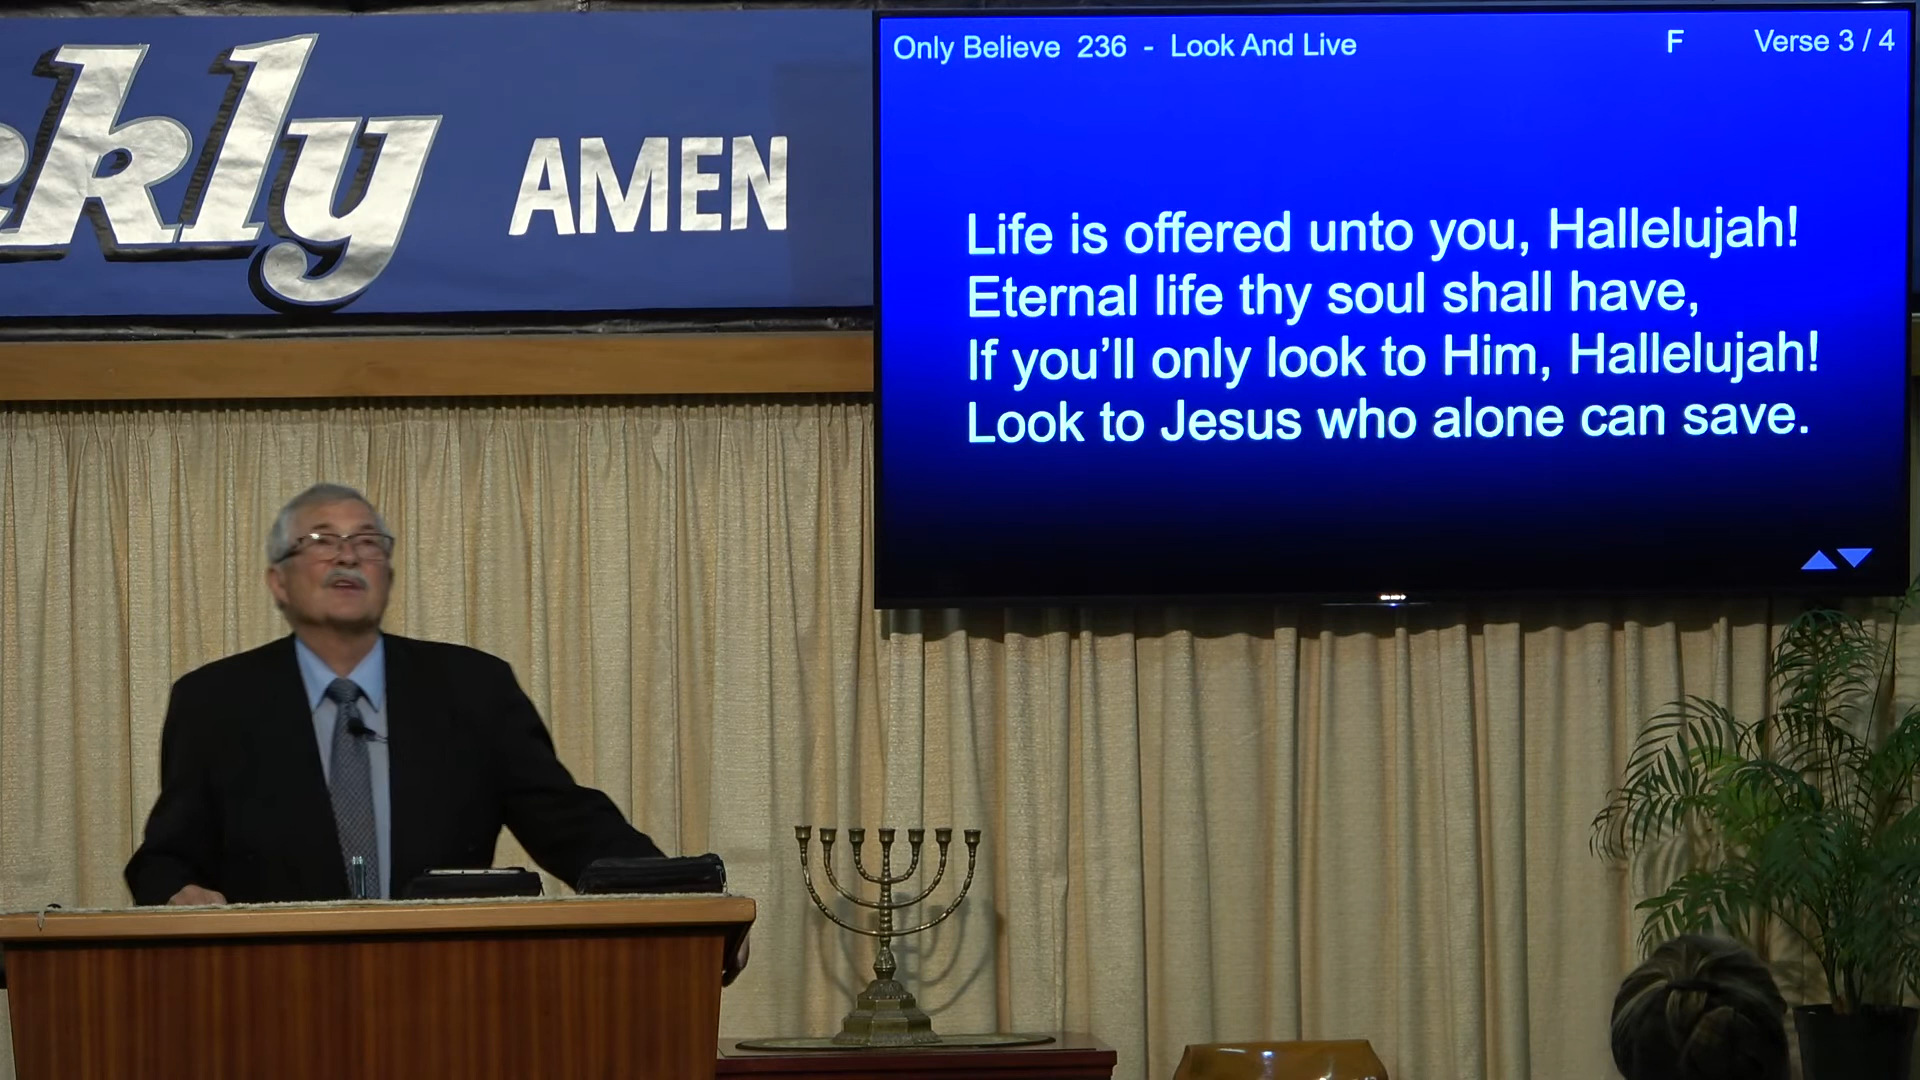 kly AMEN
Only Believe 236 - Look And Live F Verse 3 / 4
Life is offered unto you, Hallelujah!
Eternal life thy soul shall have,
If you’ll only look to Him, Hallelujah!
Look to Jesus who alone can save.